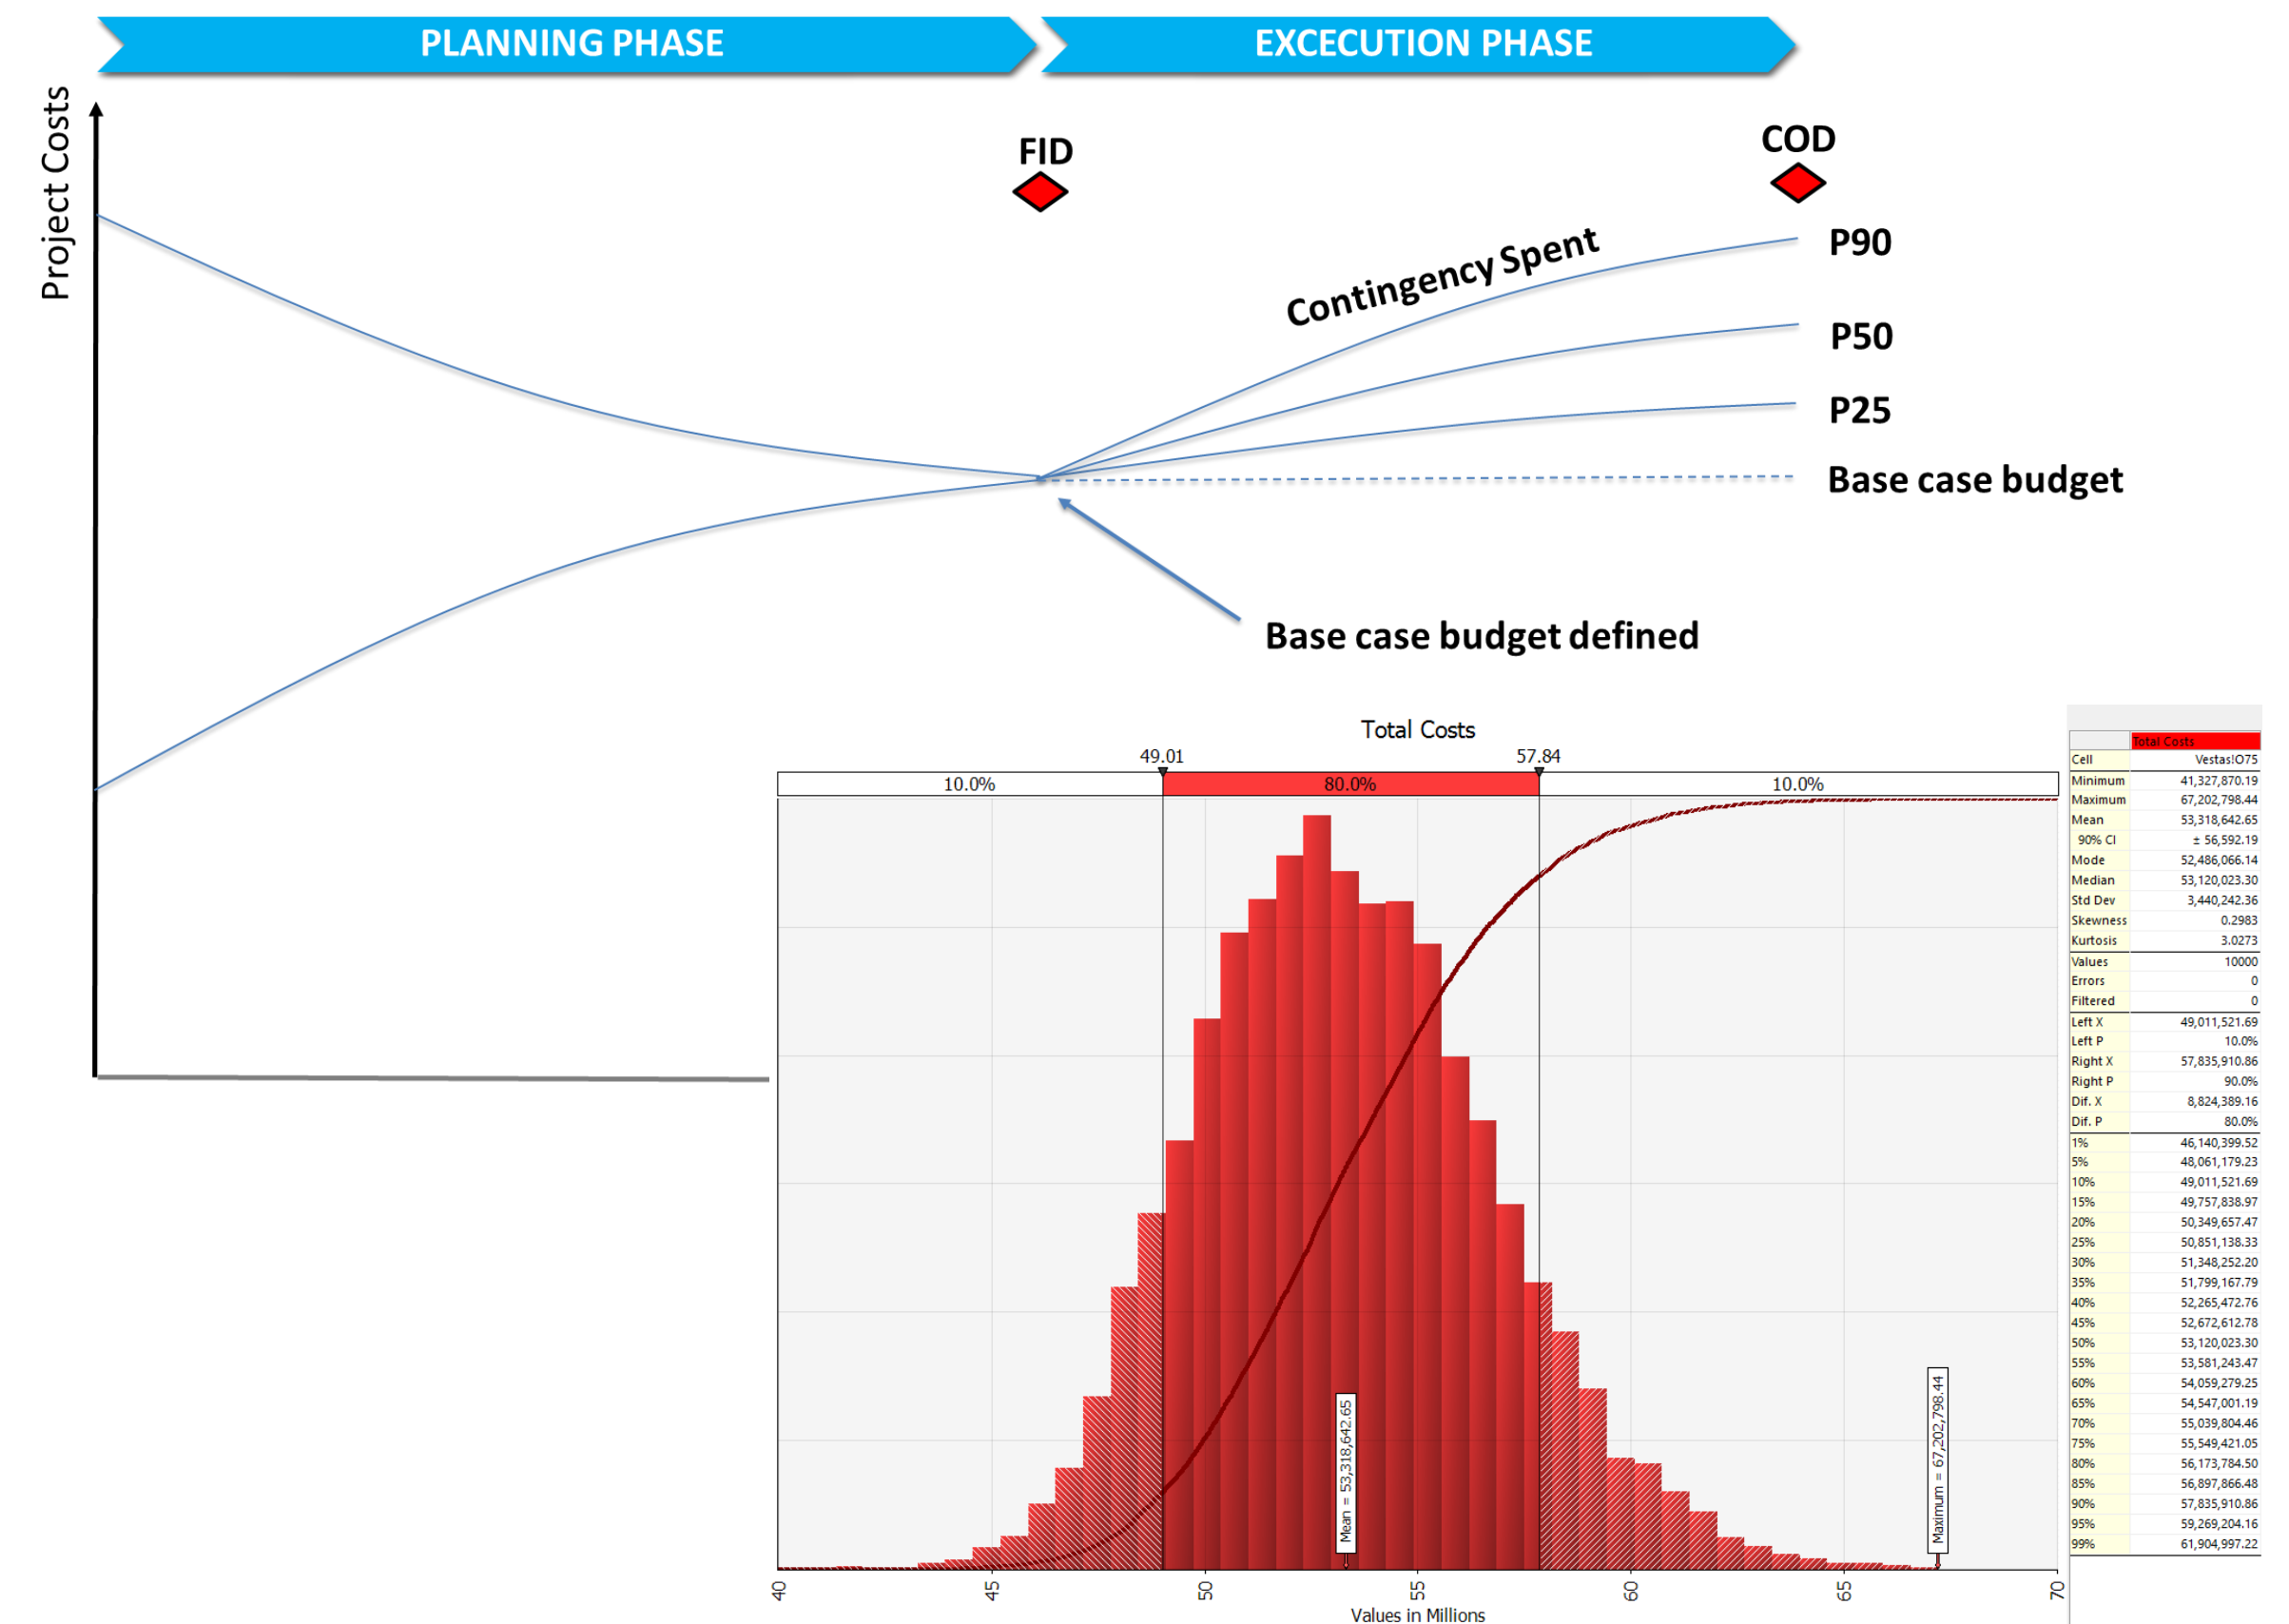 PLANNING PHASE
EXCECUTION PHASE
Project Costs
FID
COD
Contingency Spent
P90
P50
P25
Base case budget
Base case budget defined
Total Costs
49.01
57.84
10.0%
80.0%
10.0%
Mean = 53,318,642.65
Maximum = 67,202,798.44
40
45
50
55
60
65
70
Values in Millions
Total Costs
Cell Vestas!O75
Minimum 41,327,870.19
Maximum 67,202,798.44
Mean 53,318,642.65
90% CI ± 56,592.19
Mode 52,486,066.14
Median 53,120,023.30
Std Dev 3,440,242.36
Skewness 0.2983
Kurtosis 3.0273
Values 10000
Errors 0
Filtered 0
Left X 49,011,521.69
Left P 10.0%
Right X 57,835,910.86
Right P 90.0%
Dif. X 8,824,389.16
Dif. P 80.0%
1% 46,140,399.52
5% 48,061,179.23
10% 49,011,521.69
15% 49,757,838.97
20% 50,349,657.47
25% 50,851,138.33
30% 51,348,252.20
35% 51,799,167.79
40% 52,265,472.76
45% 52,672,612.78
50% 53,120,023.30
55% 53,581,243.47
60% 54,059,279.25
65% 54,547,001.19
70% 55,039,804.46
75% 55,549,421.05
80% 56,173,784.50
85% 56,897,866.48
90% 57,835,910.86
95% 59,269,204.16
99% 61,904,997.22